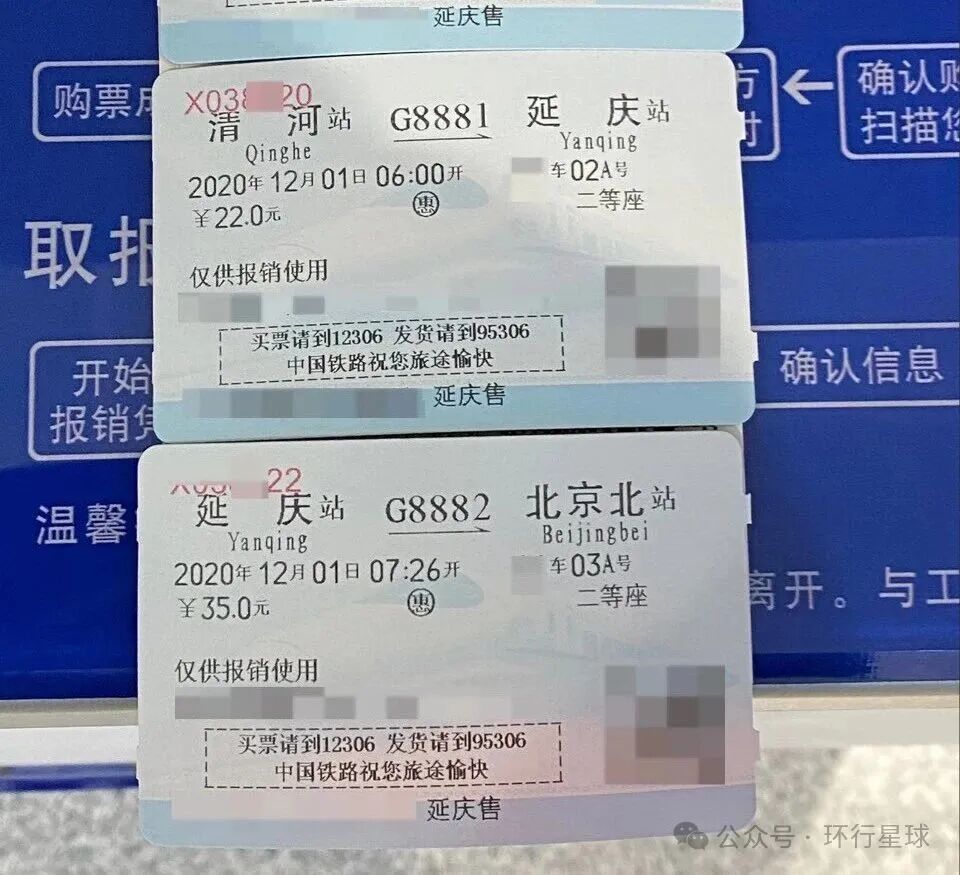 延庆售
购票
方
确认购
扫描您
X03 20
清河站 G8881 延庆站
Qinghe Yanqing
2020年12月01日06:00开 车02A号
￥22.0元 惠 二等座
取报
仅供报销使用
买票请到12306 发货请到95306
中国铁路祝您旅途愉快
延庆售
开始
报销凭
确认信息
22
延庆站 G8882 北京北站
Yanqing Beijingbei
2020年12月01日07:26开 车03A号
￥35.0元 惠 二等座
温馨
离开。与工
仅供报销使用
买票请到12306 发货请到95306
中国铁路祝您旅途愉快
延庆售
公众号·环行星球